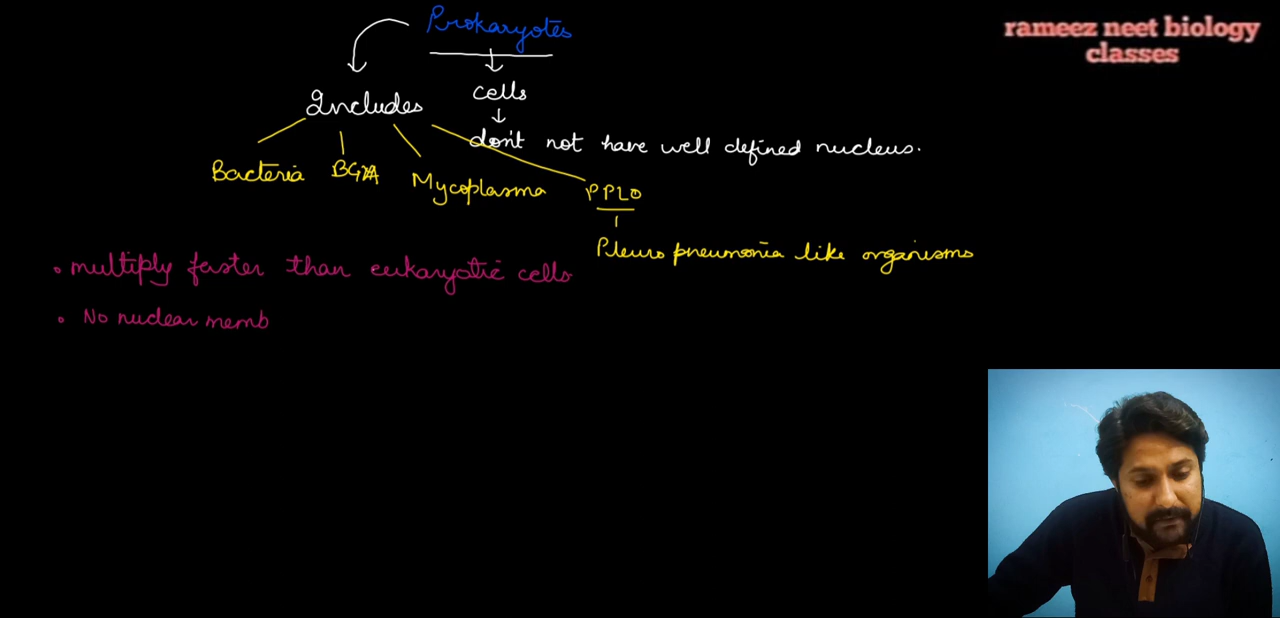 Prokaryotes
rameez neet biology
classes
Includes
cells
don't not have well defined nucleus.
Bacteria
BGA
Mycoplasma
PPLO
Pleuro pneumonia like organisms
• multiply faster than eukaryotic cells
• No nuclear memb